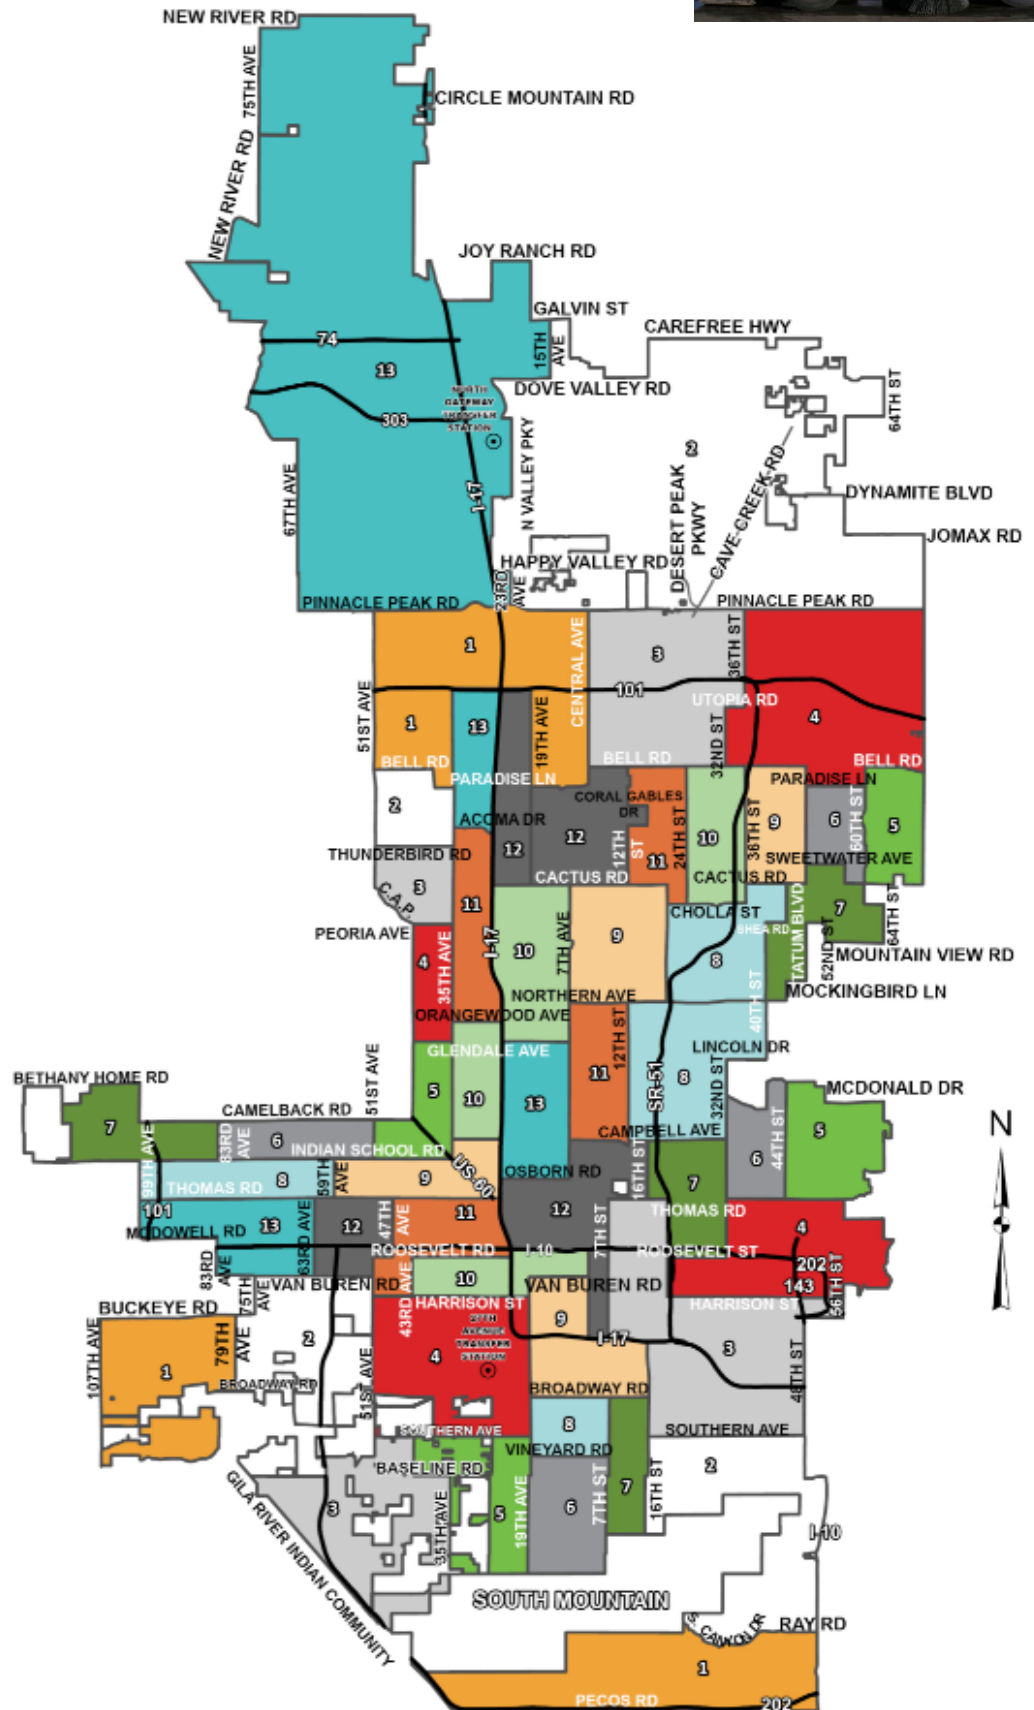 NEW RIVER RD
75TH AVE
CIRCLE MOUNTAIN RD
NEW RIVER RD
JOY RANCH RD
GALVIN ST
CAREFREE HWY
74
15TH AVE
13
DOVE VALLEY RD
64TH ST
NORTH
GATEWAY
TRANSFER
STATION
303
N VALLEY PKY
2
67TH AVE
I-17
DESERT PEAK
PKWY
CAVE CREEK RD
DYNAMITE BLVD
JOMAX RD
HAPPY VALLEY RD
23RD
AVE
PINNACLE PEAK RD
PINNACLE PEAK RD
1
CENTRAL AVE
3
36TH ST
101
UTOPIA RD
4
51ST AVE
1
13
19TH AVE
32ND ST
BELL RD
BELL RD
BELL RD
PARADISE LN
PARADISE LN
2
CORAL GABLES
DR
ACOMA DR
12
12
12TH
ST
11
24TH ST
10
36TH ST
9
6
60TH ST
5
THUNDERBIRD RD
SWEETWATER AVE
3
C.A.P.
CACTUS RD
CACTUS RD
11
TATUM BLVD
7
64TH ST
CHOLLA ST
PEORIA AVE
4
35TH AVE
I-17
10
7TH AVE
9
SHEA RD
8
52ND ST
MOUNTAIN VIEW RD
NORTHERN AVE
40TH ST
MOCKINGBIRD LN
ORANGEWOOD AVE
12TH ST
GLENDALE AVE
LINCOLN DR
51ST AVE
5
10
13
11
SR-51
8
32ND ST
BETHANY HOME RD
MCDONALD DR
7
CAMELBACK RD
CAMPBELL AVE
44TH ST
5
99TH AVE
83RD
AVE
6
INDIAN SCHOOL RD
6
US-60
OSBORN RD
16TH ST
7
THOMAS RD
8
59TH
AVE
9
101
MCDOWELL RD
13
63RD AVE
12
47TH
AVE
11
12
7TH ST
THOMAS RD
4
83RD
AVE
ROOSEVELT RD
I-10
ROOSEVELT ST
202
75TH
AVE
VAN BUREN RD
43RD AVE
10
VAN BUREN RD
143
56TH ST
BUCKEYE RD
HARRISON ST
HARRISON ST
27TH
AVENUE
TRANSFER
STATION
107TH AVE
1
79TH
AVE
2
4
9
I-17
3
51ST AVE
BROADWAY RD
BROADWAY RD
48TH ST
SOUTHERN AVE
8
SOUTHERN AVE
VINEYARD RD
BASELINE RD
2
GILA RIVER INDIAN COMMUNITY
3
35TH AVE
5
19TH AVE
6
7TH ST
7
16TH ST
I-10
SOUTH MOUNTAIN
S. CANYON DR
RAY RD
1
PECOS RD
202
N